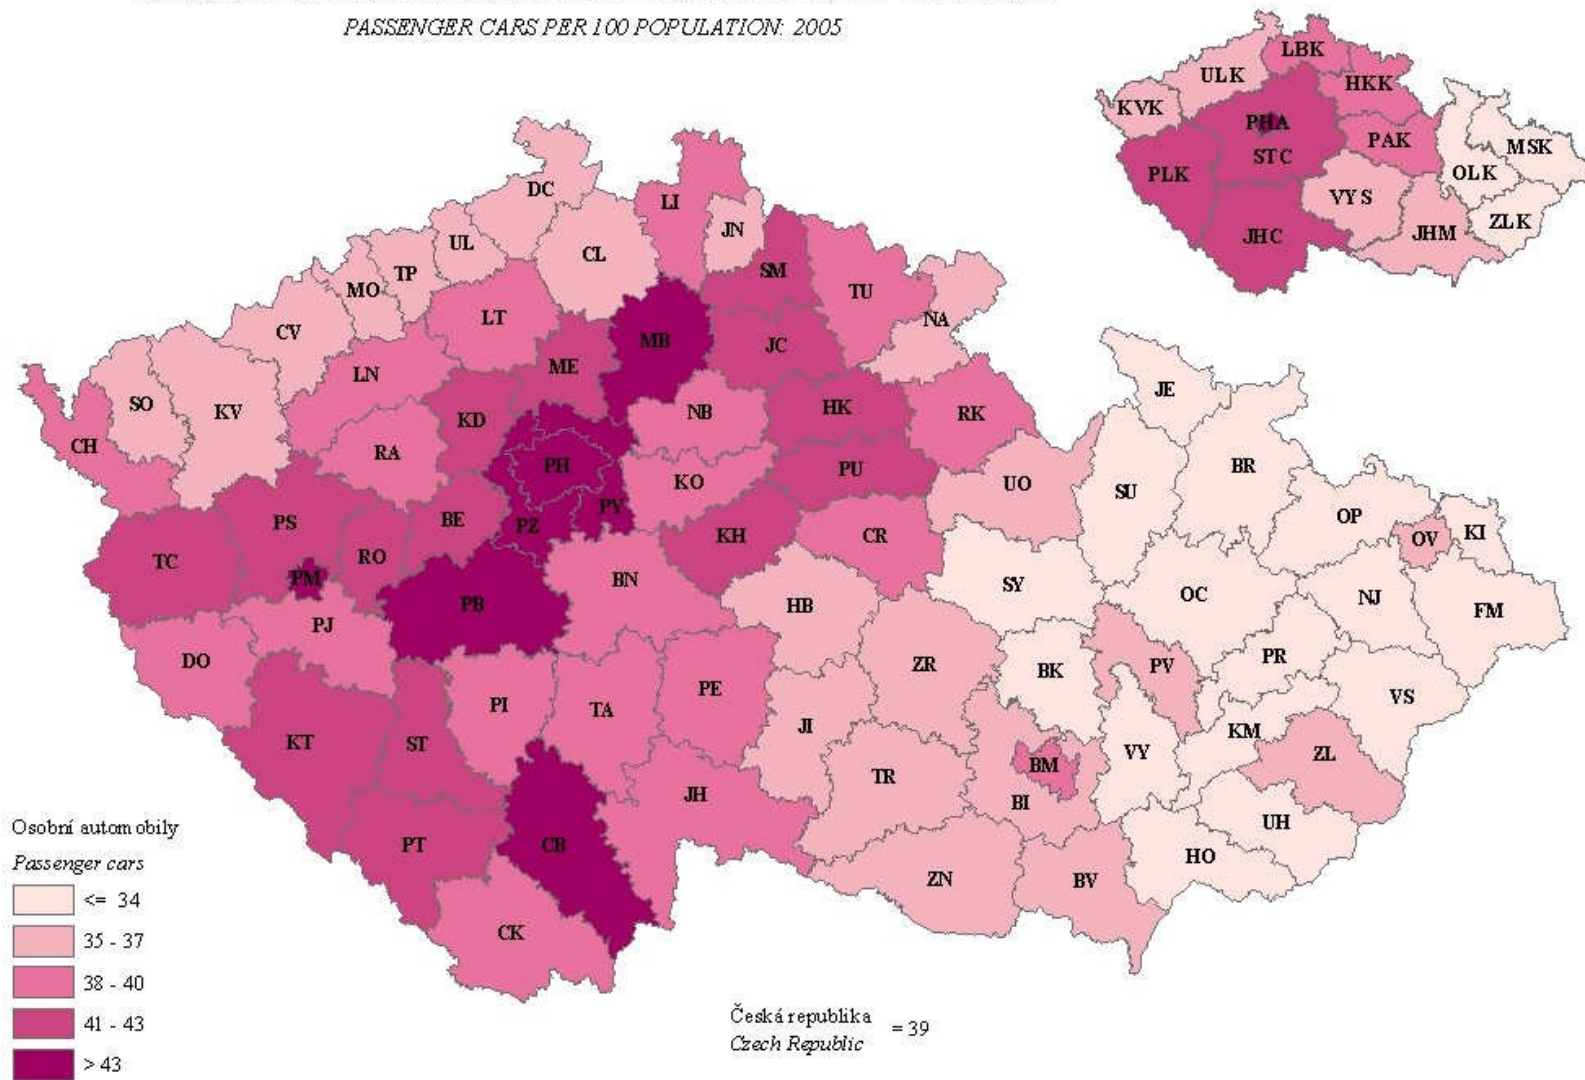 PASSENGER CARS PER 100 POPULATION: 2005
LBK
ULK
HKK
KVK
PHA
PAK
MSK
STC
PLK
OLK
VYS
ZLK
JHC
JHM
DC
LI
JN
UL
CL
TP
SM
MO
TU
LT
CV
NA
MB
JC
ME
LN
JE
SO
KV
NB
HK
RK
KD
CH
RA
PH
PU
BR
KO
UO
SU
PY
OP
PS
BE
PZ
KH
CR
OV
KI
RO
TC
PM
BN
SY
OC
NJ
PB
HB
FM
PJ
DO
ZR
BK
PV
PR
PE
VS
PI
TA
JI
KM
KT
ST
VY
ZL
BM
TR
JH
BI
UH
PT
CB
HO
ZN
BV
CK
Osobní automobily
Passenger cars
<= 34
35 - 37
38 - 40
41 - 43
> 43
Česká republika
= 39
Czech Republic